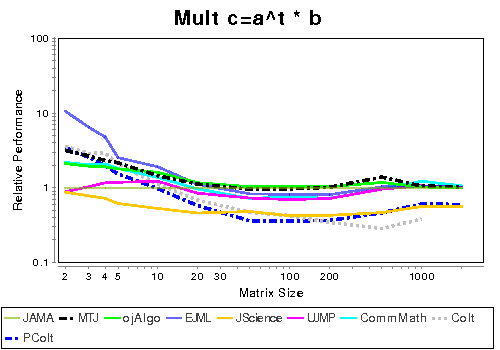 Mult c=a^t * b
Relative Performance
100
10
1
0.1
2 3 4 5 10 20 30 100 200 1000
Matrix Size
JAMA MTJ ojAlgo EJML JScience UJMP CommMath Colt
PColt